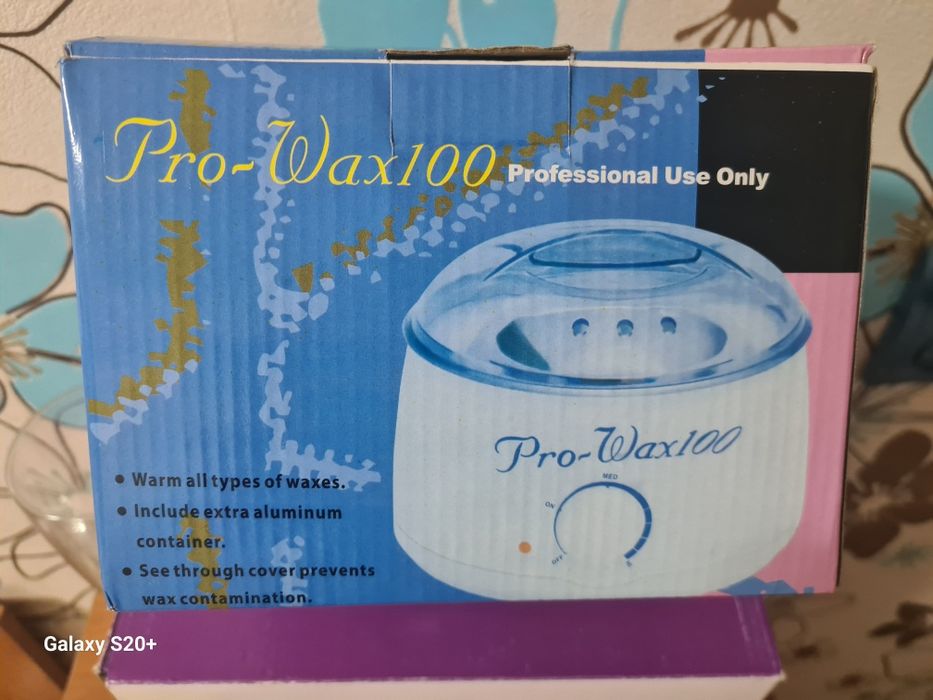 Pro-Wax100 Professional Use Only
Pro-Wax100
MED
ON
OFF
• Warm all types of waxes.
• Include extra aluminum
container.
• See through cover prevents
wax contamination.
Galaxy S20+